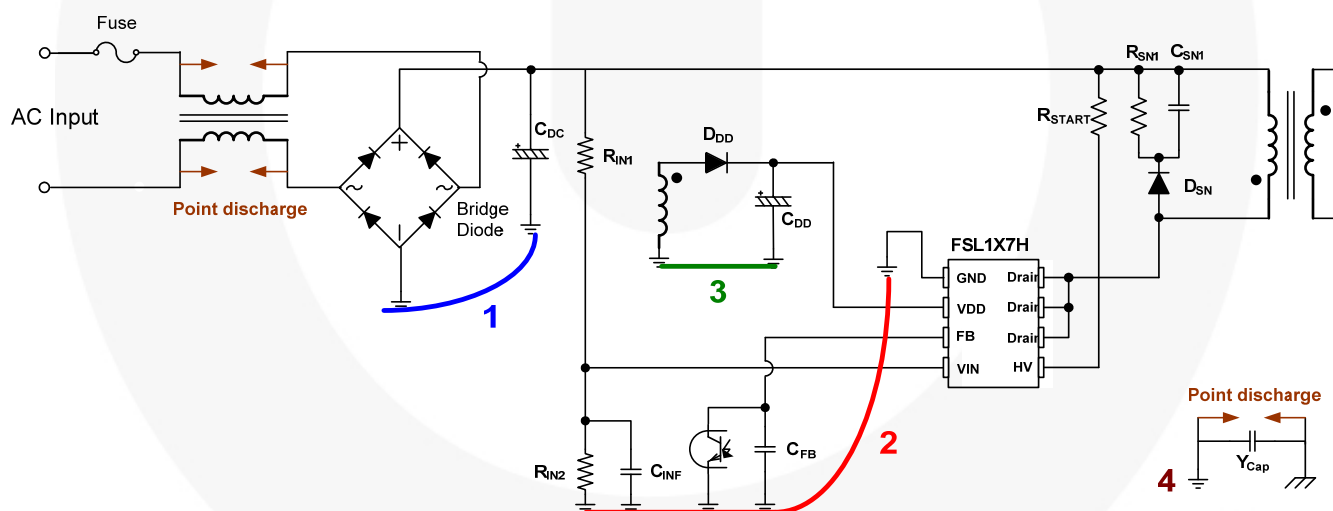 Fuse
AC Input
Point discharge
Bridge
Diode
C_DC
R_IN1
D_DD
C_DD
1
3
2
R_IN2
C_INF
C_FB
FSL1X7H
GND
VDD
FB
VIN
Drain
Drain
Drain
HV
R_START
R_SN1
C_SN1
D_SN
Point discharge
Y_Cap
4